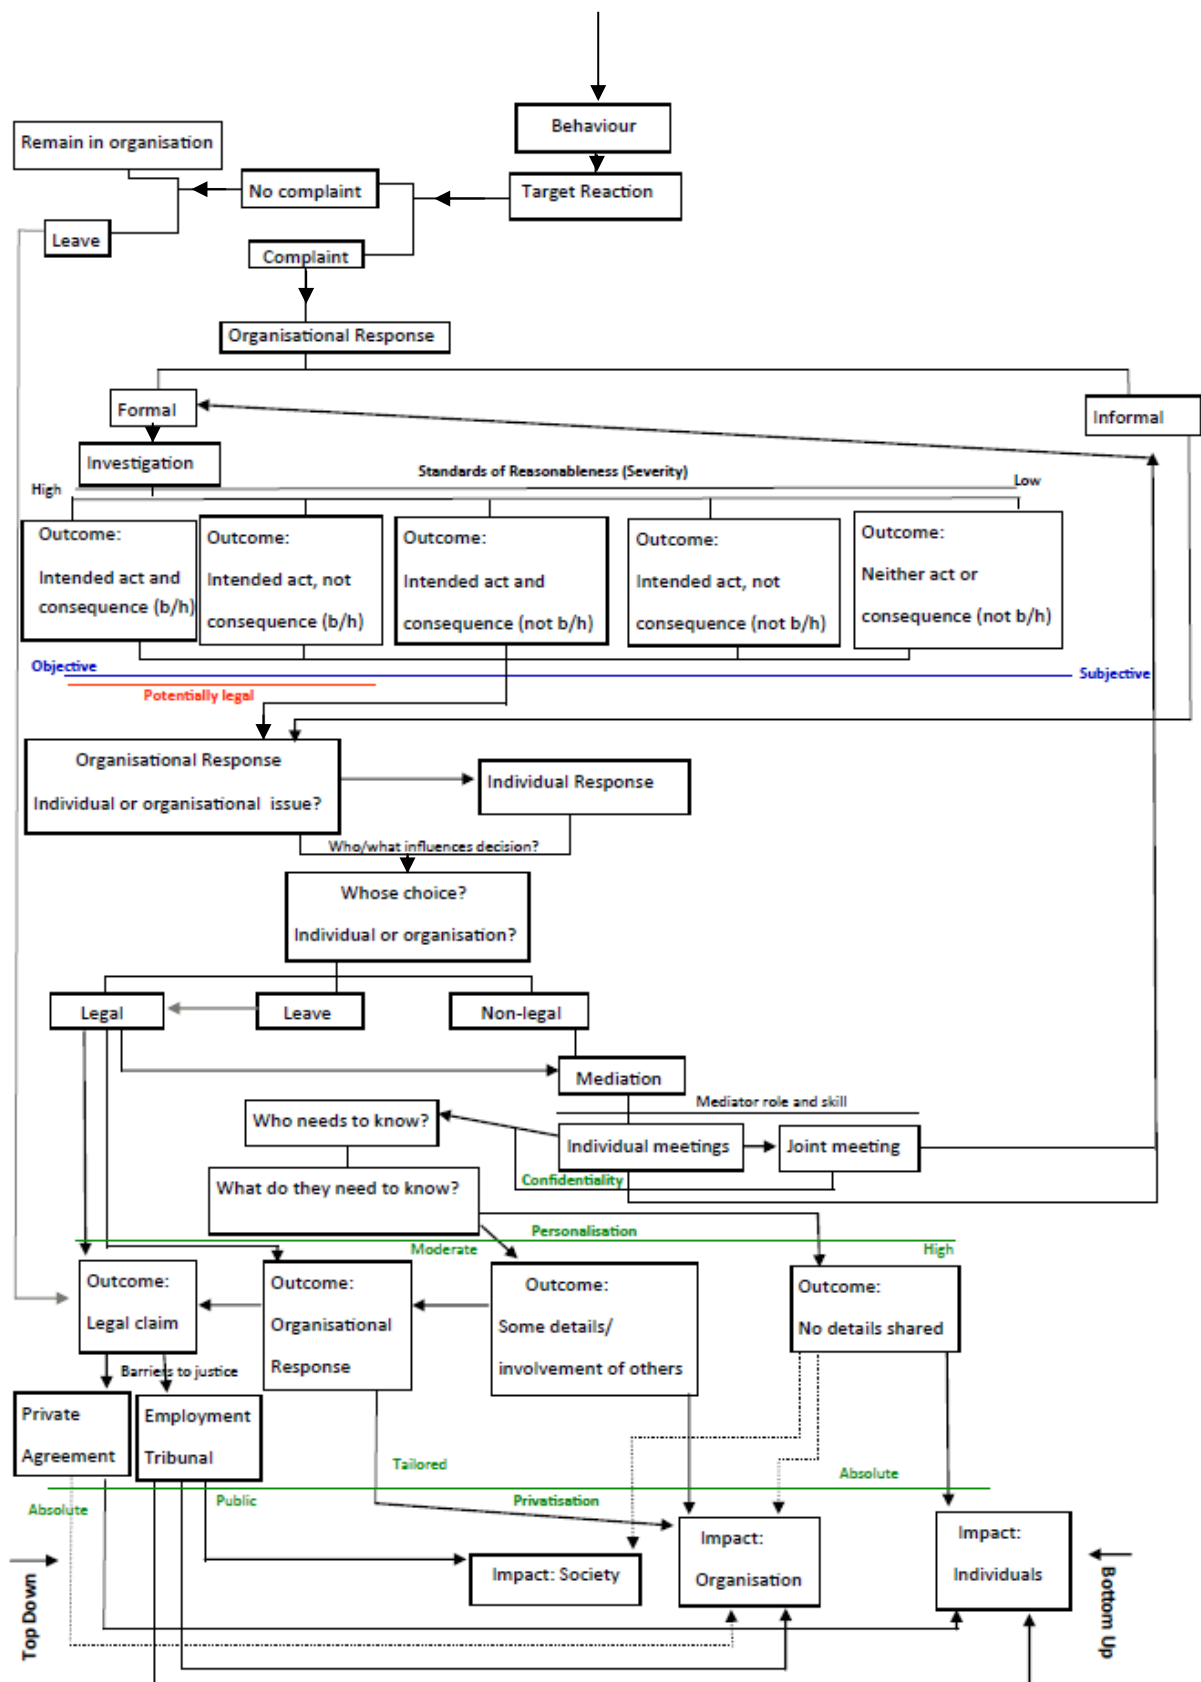 Behaviour
Remain in organisation
No complaint
Target Reaction
Leave
Complaint
Organisational Response
Formal
Informal
Investigation
Standards of Reasonableness (Severity)
High
Low
Outcome:
Intended act and
consequence (b/h)
Outcome:
Intended act, not
consequence (b/h)
Outcome:
Intended act and
consequence (not b/h)
Outcome:
Intended act, not
consequence (not b/h)
Outcome:
Neither act or
consequence (not b/h)
Objective
Subjective
Potentially legal
Organisational Response
Individual or organisational issue?
Individual Response
Who/what influences decision?
Whose choice?
Individual or organisation?
Legal
Leave
Non-legal
Mediation
Mediator role and skill
Who needs to know?
Individual meetings
Joint meeting
What do they need to know?
Confidentiality
Personalisation
Moderate
High
Outcome:
Legal claim
Outcome:
Organisational
Response
Outcome:
Some details/
involvement of others
Outcome:
No details shared
Barriers to justice
Private
Agreement
Employment
Tribunal
Tailored
Absolute
Absolute
Public
Privatisation
Impact: Society
Impact:
Organisation
Impact:
Individuals
Top Down
Bottom Up